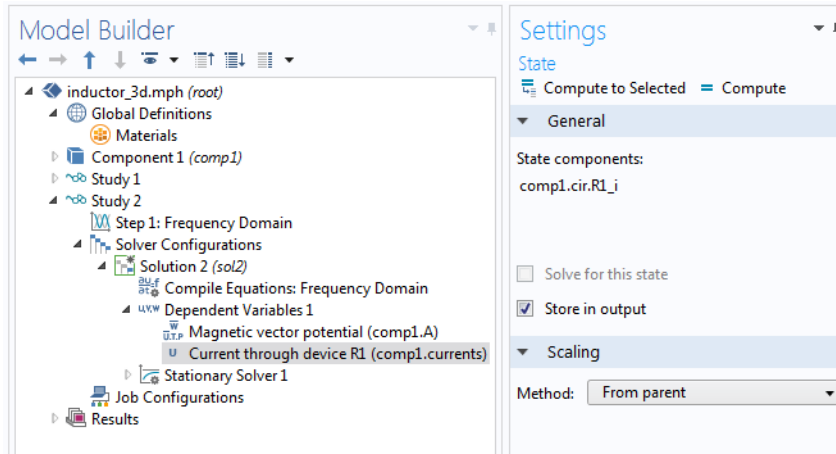 Model Builder
inductor_3d.mph (root)
Global Definitions
Materials
Component 1 (comp1)
Study 1
Study 2
Step 1: Frequency Domain
Solver Configurations
Solution 2 (sol2)
Compile Equations: Frequency Domain
Dependent Variables 1
Magnetic vector potential (comp1.A)
Current through device R1 (comp1.currents)
Stationary Solver 1
Job Configurations
Results
Settings
State
Compute to Selected = Compute
General
State components:
comp1.cir.R1_i
Solve for this state
Store in output
Scaling
Method: From parent